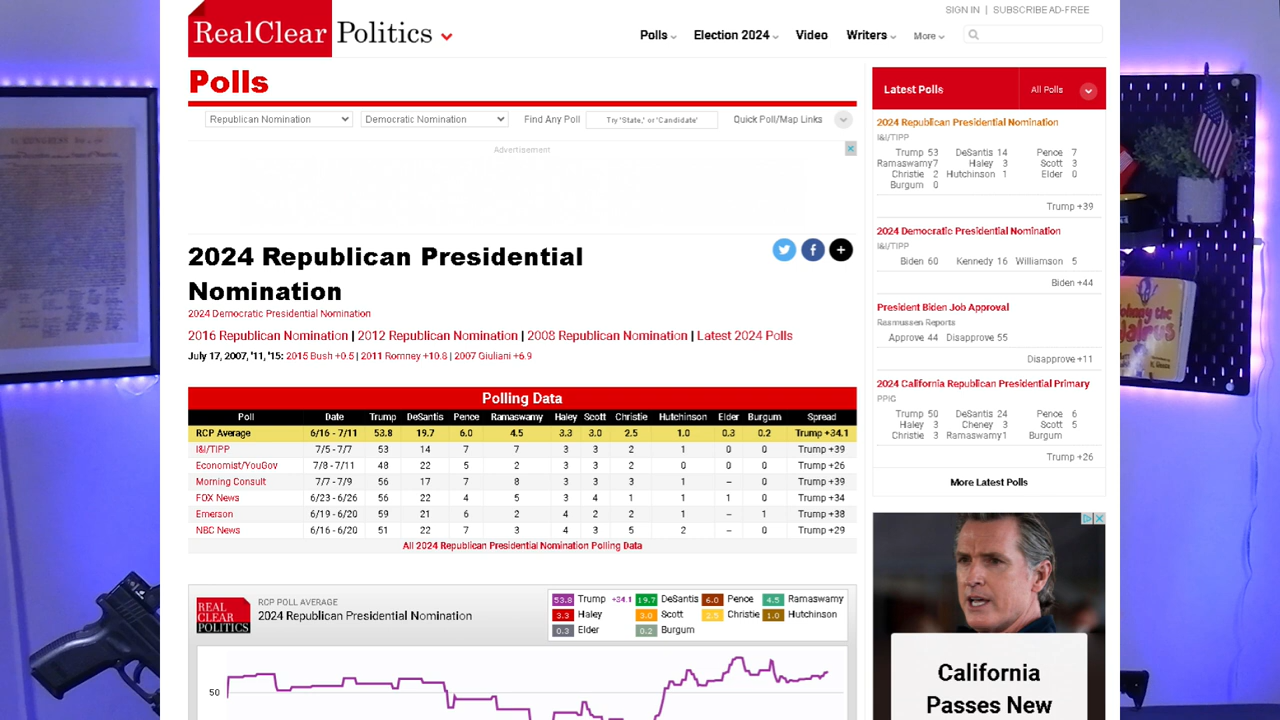 SIGN IN | SUBSCRIBE AD-FREE
RealClear Politics
Polls Election 2024 Video Writers More
Polls
Republican Nomination Democratic Nomination Find Any Poll Try 'State,' or 'Candidate' Quick Poll/Map Links
Advertisement
2024 Republican Presidential
Nomination
2024 Democratic Presidential Nomination
2016 Republican Nomination | 2012 Republican Nomination | 2008 Republican Nomination | Latest 2024 Polls
July 17, 2007, '11, '15: 2015 Bush +0.5 | 2011 Romney +10.8 | 2007 Giuliani +6.9
Polling Data
Poll Date Trump DeSantis Pence Ramaswamy Haley Scott Christie Hutchinson Elder Burgum Spread
RCP Average 6/16 - 7/11 53.8 19.7 6.0 4.5 3.3 3.0 2.5 1.0 0.3 0.2 Trump +34.1
I&I/TIPP 7/5 - 7/7 53 14 7 7 3 3 2 1 0 0 Trump +39
Economist/YouGov 7/8 - 7/11 48 22 5 2 3 3 2 0 0 0 Trump +26
Morning Consult 7/7 - 7/9 56 17 7 8 3 3 3 1 -- 0 Trump +39
FOX News 6/23 - 6/26 56 22 4 5 3 4 1 1 1 0 Trump +34
Emerson 6/19 - 6/20 59 21 6 2 4 2 2 1 -- 1 Trump +38
NBC News 6/16 - 6/20 51 22 7 3 4 3 5 2 -- 0 Trump +29
All 2024 Republican Presidential Nomination Polling Data
REAL
CLEAR
POLITICS
RCP POLL AVERAGE
2024 Republican Presidential Nomination
53.8 Trump +34.1 19.7 DeSantis 6.0 Pence 4.5 Ramaswamy
3.3 Haley 3.0 Scott 2.5 Christie 1.0 Hutchinson
0.3 Elder 0.2 Burgum
50
Latest Polls All Polls
2024 Republican Presidential Nomination
I&I/TIPP
Trump 53 DeSantis 14 Pence 7
Ramaswamy7 Haley 3 Scott 3
Christie 2 Hutchinson 1 Elder 0
Burgum 0
Trump +39
2024 Democratic Presidential Nomination
I&I/TIPP
Biden 60 Kennedy 16 Williamson 5
Biden +44
President Biden Job Approval
Rasmussen Reports
Approve 44 Disapprove 55
Disapprove +11
2024 California Republican Presidential Primary
PPIC
Trump 50 DeSantis 24 Pence 6
Haley 3 Cheney 3 Scott 5
Christie 3 Ramaswamy1 Burgum
Trump +26
More Latest Polls
California
Passes New